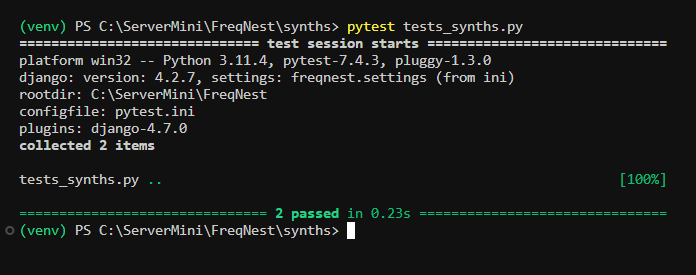 (venv) PS C:\ServerMini\FreqNest\synths> pytest tests_synths.py
============================== test session starts ==============================
platform win32 -- Python 3.11.4, pytest-7.4.3, pluggy-1.3.0
django: version: 4.2.7, settings: freqnest.settings (from ini)
rootdir: C:\ServerMini\FreqNest
configfile: pytest.ini
plugins: django-4.7.0
collected 2 items
tests_synths.py .. [100%]
=============================== 2 passed in 0.23s ===============================
(venv) PS C:\ServerMini\FreqNest\synths>